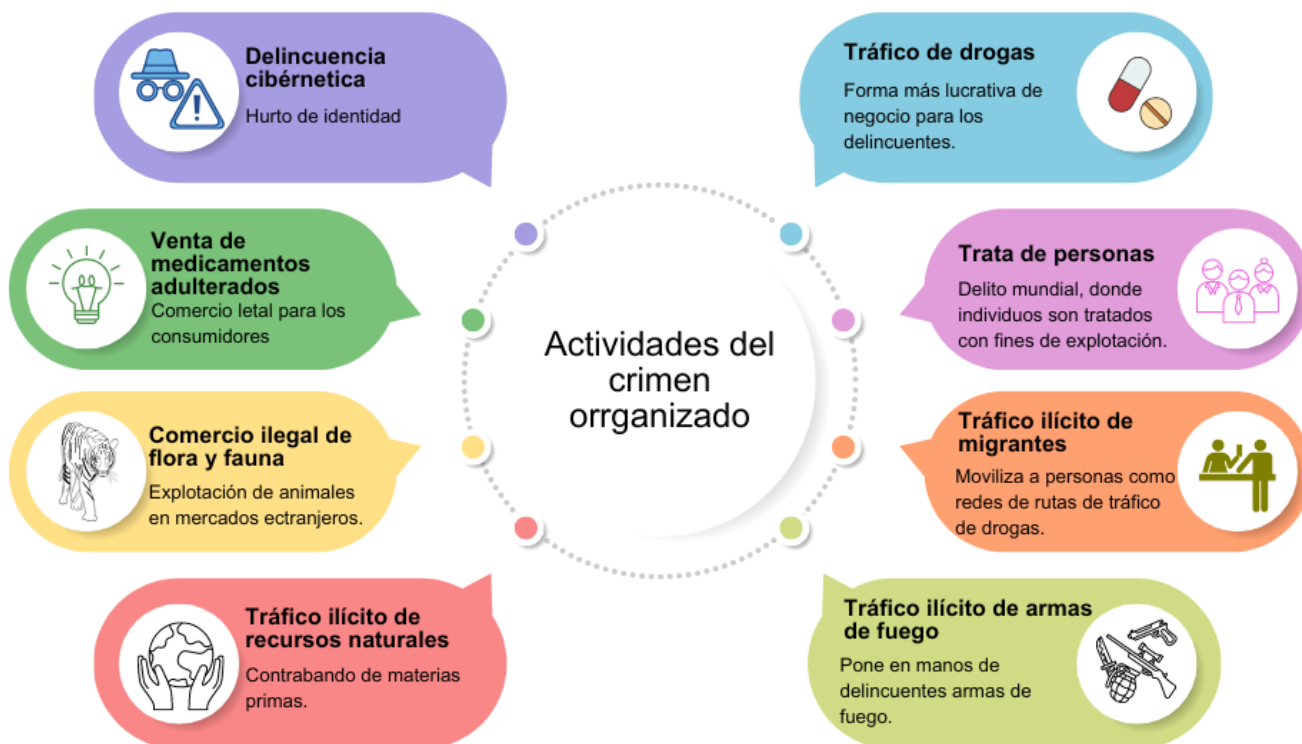 Delincuencia
cibérnetica
Hurto de identidad
Tráfico de drogas
Forma más lucrativa de
negocio para los
delincuentes.
Venta de
medicamentos
adulterados
Comercio letal para los
consumidores
Trata de personas
Delito mundial, donde
individuos son tratados
con fines de explotación.
Actividades del
crimen
orrganizado
Comercio ilegal de
flora y fauna
Explotación de animales
en mercados ectranjeros.
Tráfico ilícito de
migrantes
Moviliza a personas como
redes de rutas de tráfico
de drogas.
Tráfico ilícito de
recursos naturales
Contrabando de materias
primas.
Tráfico ilícito de armas
de fuego
Pone en manos de
delincuentes armas de
fuego.